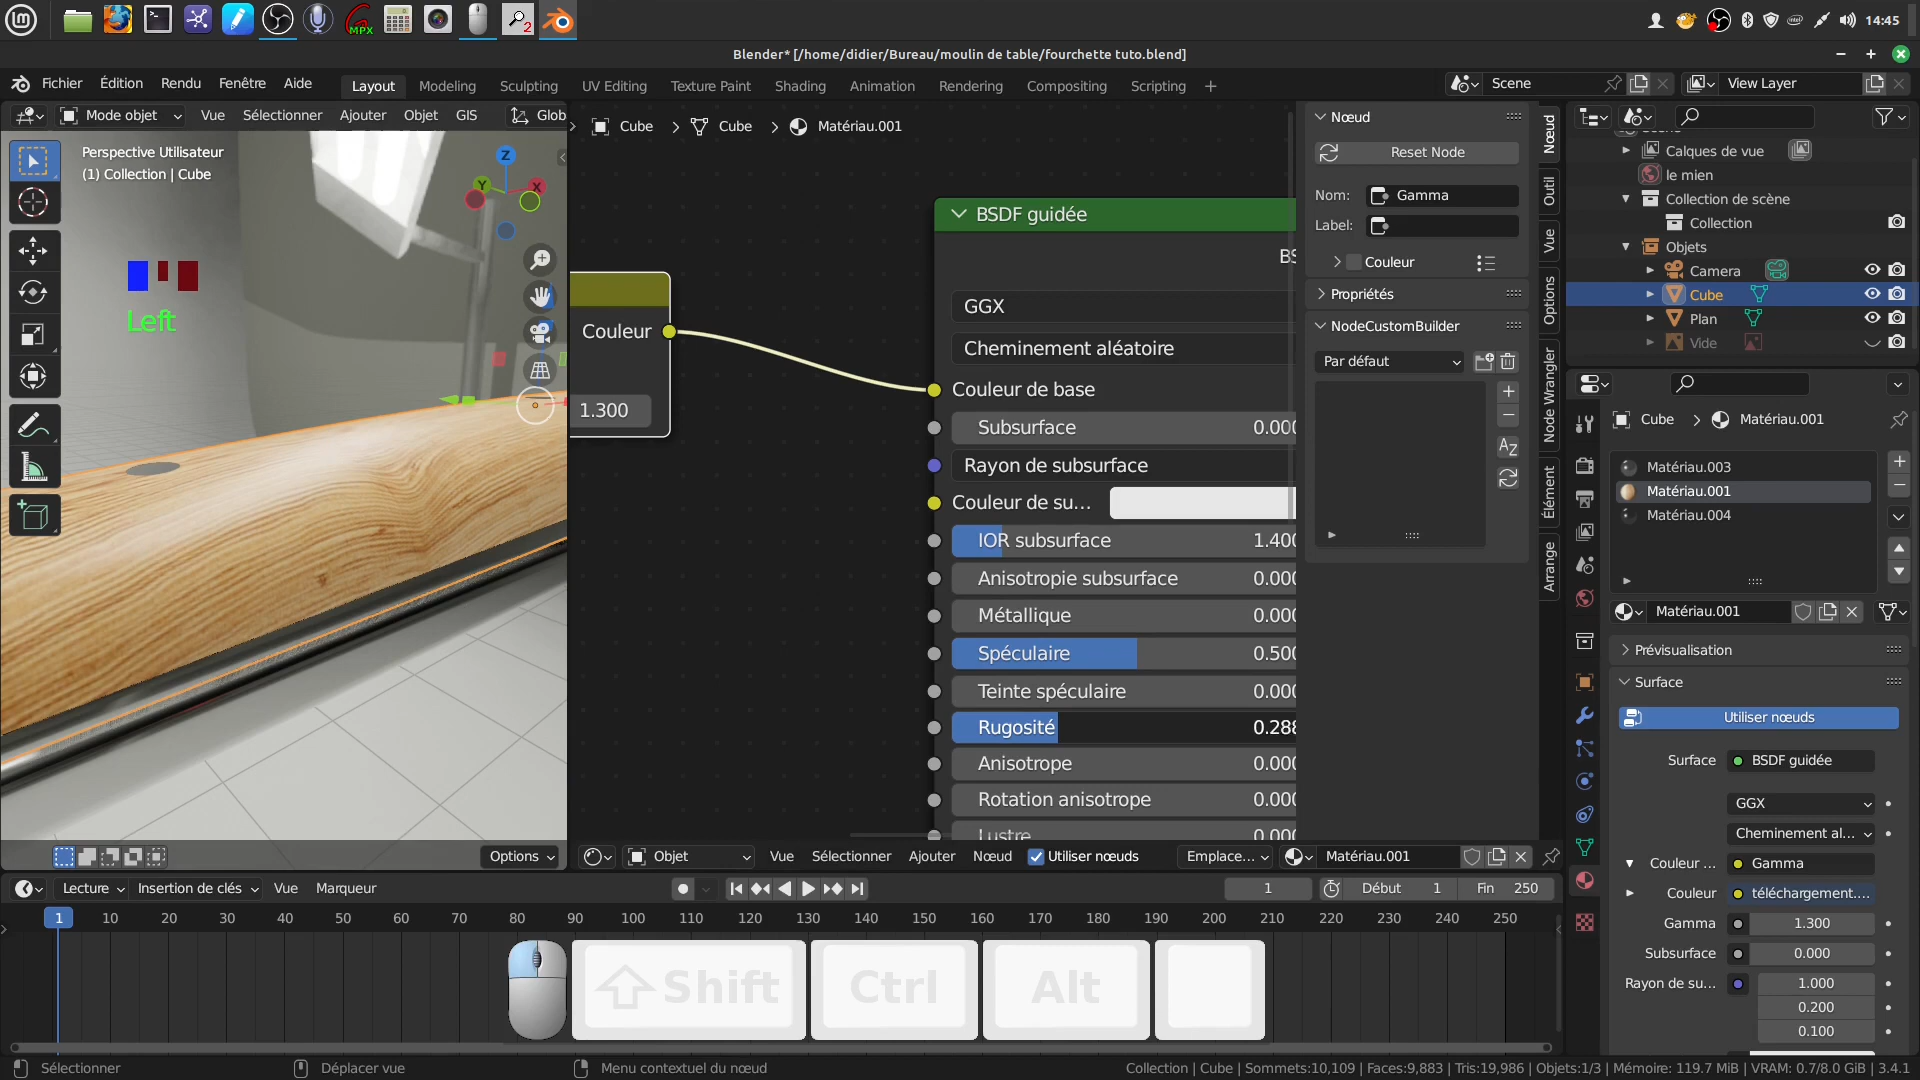 14:45
Blender* [/home/didier/Bureau/moulin de table/fourchette tuto.blend]
Fichier Édition Rendu Fenêtre Aide
Layout Modeling Sculpting UV Editing Texture Paint Shading Animation Rendering Compositing Scripting +
Scene View Layer
Mode objet Vue Sélectionner Ajouter Objet GIS Glob
Perspective Utilisateur
(1) Collection | Cube
Z
Y
X
Left
Options
Cube > Cube > Matériau.001
Couleur
1.300
BSDF guidée
BS
GGX
Cheminement aléatoire
Couleur de base
Subsurface 0.000
Rayon de subsurface
Couleur de su...
IOR subsurface 1.400
Anisotropie subsurface 0.000
Métallique 0.000
Spéculaire 0.500
Teinte spéculaire 0.000
Rugosité 0.288
Anisotrope 0.000
Rotation anisotrope 0.000
Lustre 0.000
Nœud
Reset Node
Nom: Gamma
Label:
Couleur
Propriétés
NodeCustomBuilder
Par défaut
Nœud
Outil
Vue
Options
Node Wrangler
Élément
Arrange
Objet Vue Sélectionner Ajouter Nœud Utiliser nœuds Emplace... Matériau.001
Calques de vue
le mien
Collection de scène
Collection
Objets
Camera
Cube
Plan
Vide
Cube > Matériau.001
Matériau.003
Matériau.001
Matériau.004
Matériau.001
Prévisualisation
Surface
Utiliser nœuds
Surface BSDF guidée
GGX
Cheminement al...
Couleur ... Gamma
Couleur téléchargement....
Gamma 1.300
Subsurface 0.000
Rayon de su... 1.000
0.200
0.100
Lecture Insertion de clés Vue Marqueur
1 Début 1 Fin 250
1 10 20 30 40 50 60 70 80 90 100 110 120 130 140 150 160 170 180 190 200 210 220 230 240 250
Shift Ctrl Alt
Sélectionner Déplacer vue Menu contextuel du nœud
Collection | Cube | Sommets:10,109 | Faces:9,883 | Tris:19,986 | Objets:1/3 | Mémoire: 119.7 MiB | VRAM: 0.7/8.0 GiB | 3.4.1